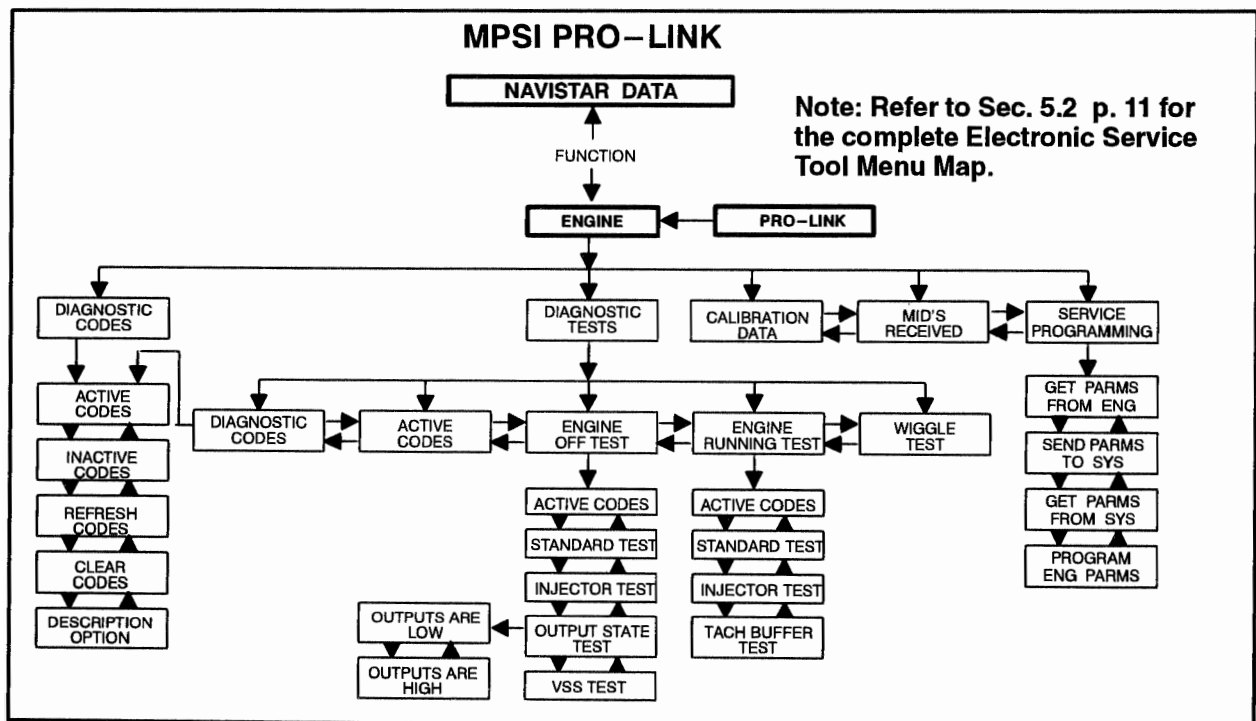 MPSI PRO-LINK
NAVISTAR DATA
Note: Refer to Sec. 5.2 p. 11 for
the complete Electronic Service
Tool Menu Map.
FUNCTION
ENGINE
PRO-LINK
DIAGNOSTIC
CODES
DIAGNOSTIC
TESTS
CALIBRATION
DATA
MID'S
RECEIVED
SERVICE
PROGRAMMING
ACTIVE
CODES
INACTIVE
CODES
REFRESH
CODES
CLEAR
CODES
DESCRIPTION
OPTION
DIAGNOSTIC
CODES
ACTIVE
CODES
ENGINE
OFF TEST
ENGINE
RUNNING TEST
WIGGLE
TEST
ACTIVE CODES
STANDARD TEST
INJECTOR TEST
OUTPUT STATE
TEST
VSS TEST
OUTPUTS ARE
LOW
OUTPUTS ARE
HIGH
ACTIVE CODES
STANDARD TEST
INJECTOR TEST
TACH BUFFER
TEST
GET PARMS
FROM ENG
SEND PARMS
TO SYS
GET PARMS
FROM SYS
PROGRAM
ENG PARMS